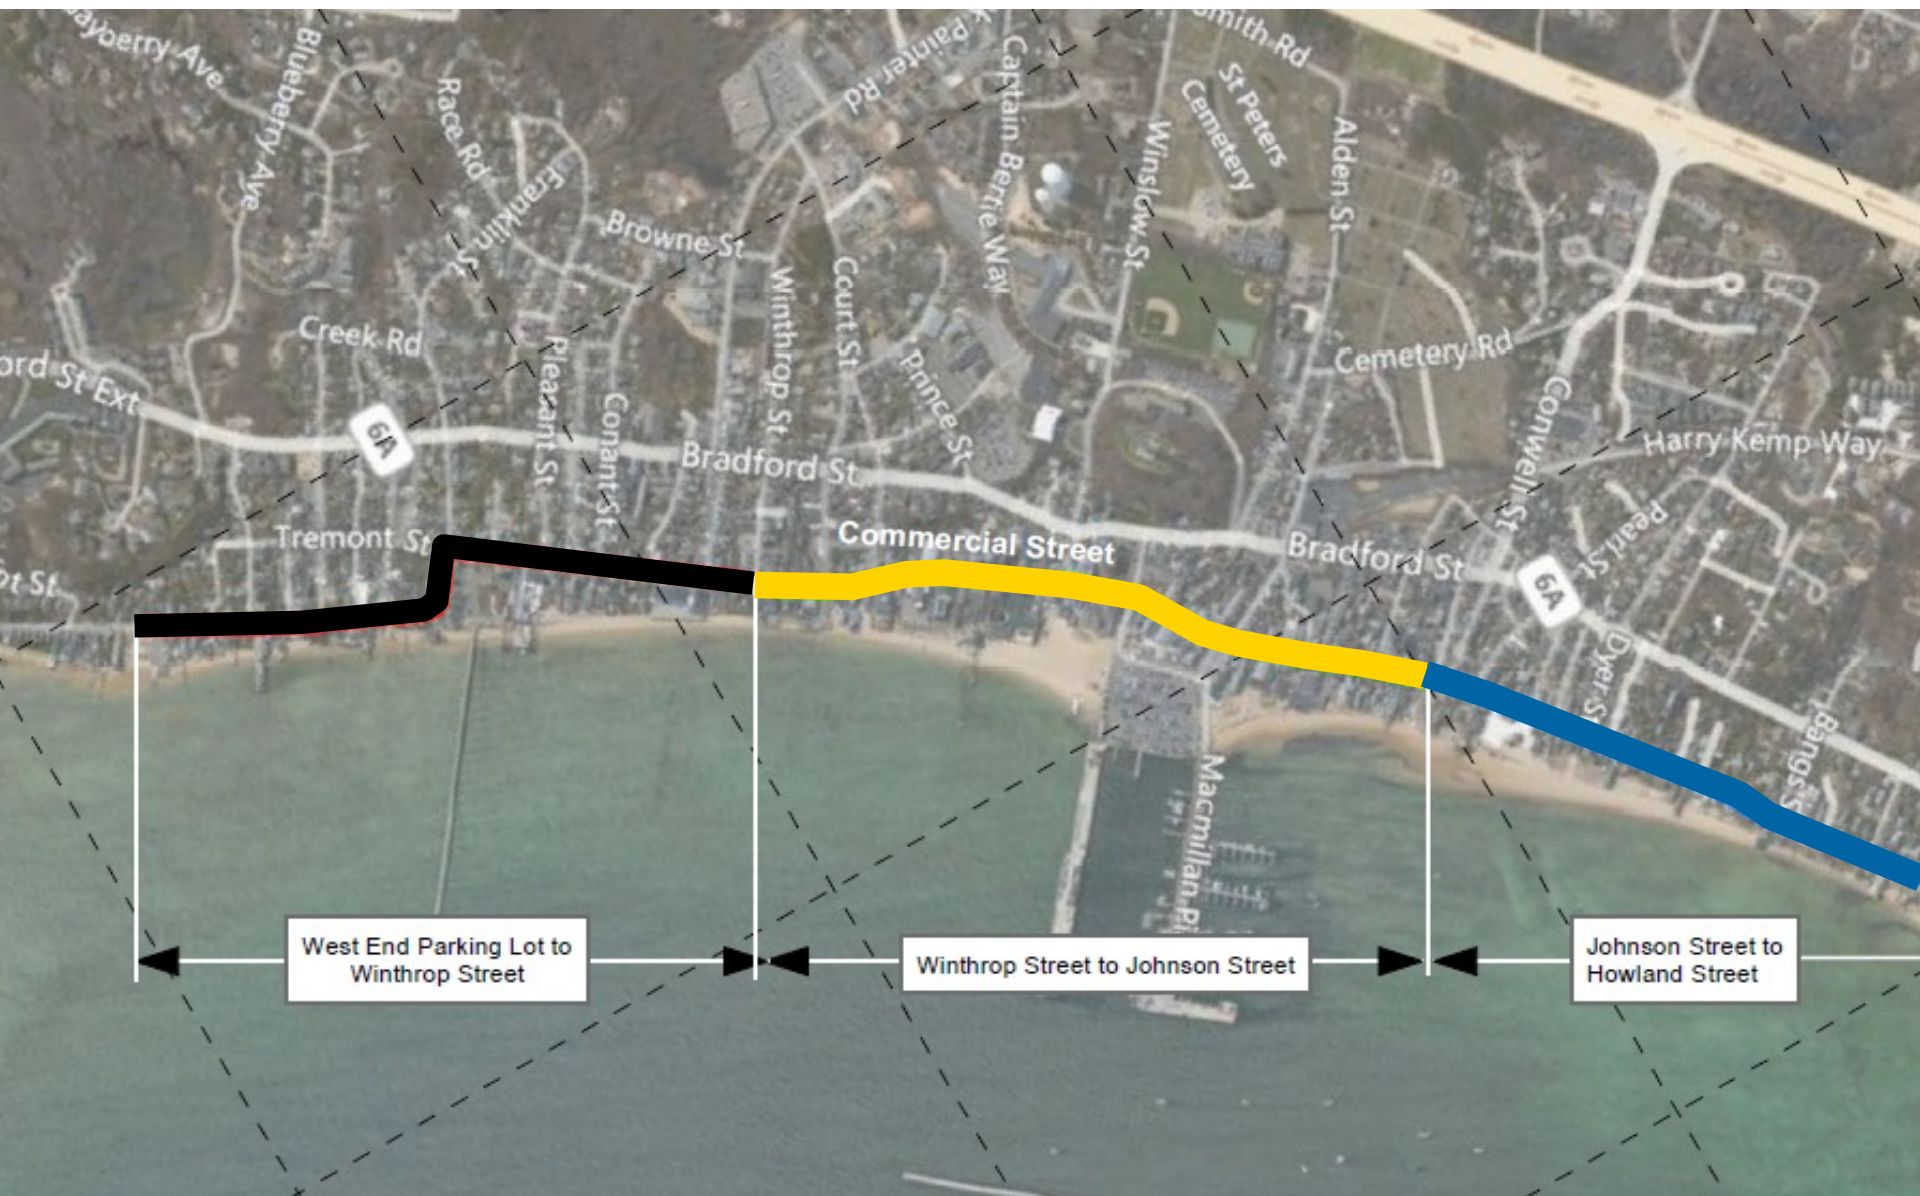 ayberry Ave
Blueberry Ave
Race Rd
Franklin St
Painter Rd
Captain Bertie Way
Smith Rd
St Peters
Cemetery
Winslow St
Alden St
Browne St
Winthrop St
Court St
Creek Rd
Pleasant St
Conant St
Prince St
Cemetery Rd
Conwell St
Harry Kemp Way
ord St Ext
6A
Bradford St
Commercial Street
Bradford St
Pearl St
6A
Tremont St
ot St
Dyer S
Bangs S
Macmillan Pi
West End Parking Lot to
Winthrop Street
Winthrop Street to Johnson Street
Johnson Street to
Howland Street